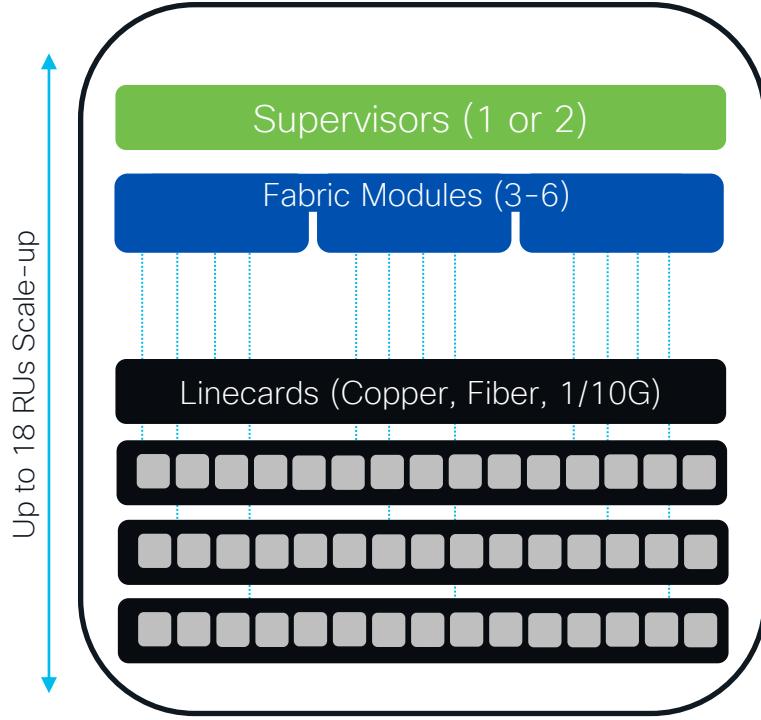 Supervisors (1 or 2)
Fabric Modules (3-6)
Up to 18 RUs Scale-up
Linecards (Copper, Fiber, 1/10G)